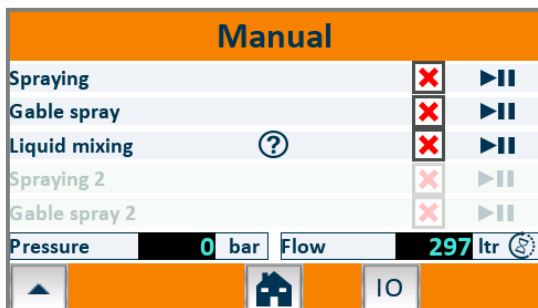 Manual
Spraying
Gable spray
Liquid mixing ?
Spraying 2
Gable spray 2
Pressure 0 bar Flow 297 ltr
IO